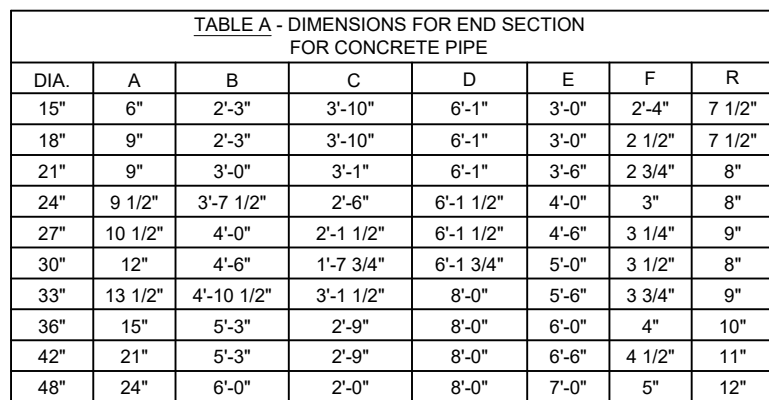 TABLE A - DIMENSIONS FOR END SECTION
FOR CONCRETE PIPE
DIA. A B C D E F R
15" 6" 2'-3" 3'-10" 6'-1" 3'-0" 2'-4" 7 1/2"
18" 9" 2'-3" 3'-10" 6'-1" 3'-0" 2 1/2" 7 1/2"
21" 9" 3'-0" 3'-1" 6'-1" 3'-6" 2 3/4" 8"
24" 9 1/2" 3'-7 1/2" 2'-6" 6'-1 1/2" 4'-0" 3" 8"
27" 10 1/2" 4'-0" 2'-1 1/2" 6'-1 1/2" 4'-6" 3 1/4" 9"
30" 12" 4'-6" 1'-7 3/4" 6'-1 3/4" 5'-0" 3 1/2" 8"
33" 13 1/2" 4'-10 1/2" 3'-1 1/2" 8'-0" 5'-6" 3 3/4" 9"
36" 15" 5'-3" 2'-9" 8'-0" 6'-0" 4" 10"
42" 21" 5'-3" 2'-9" 8'-0" 6'-6" 4 1/2" 11"
48" 24" 6'-0" 2'-0" 8'-0" 7'-0" 5" 12"